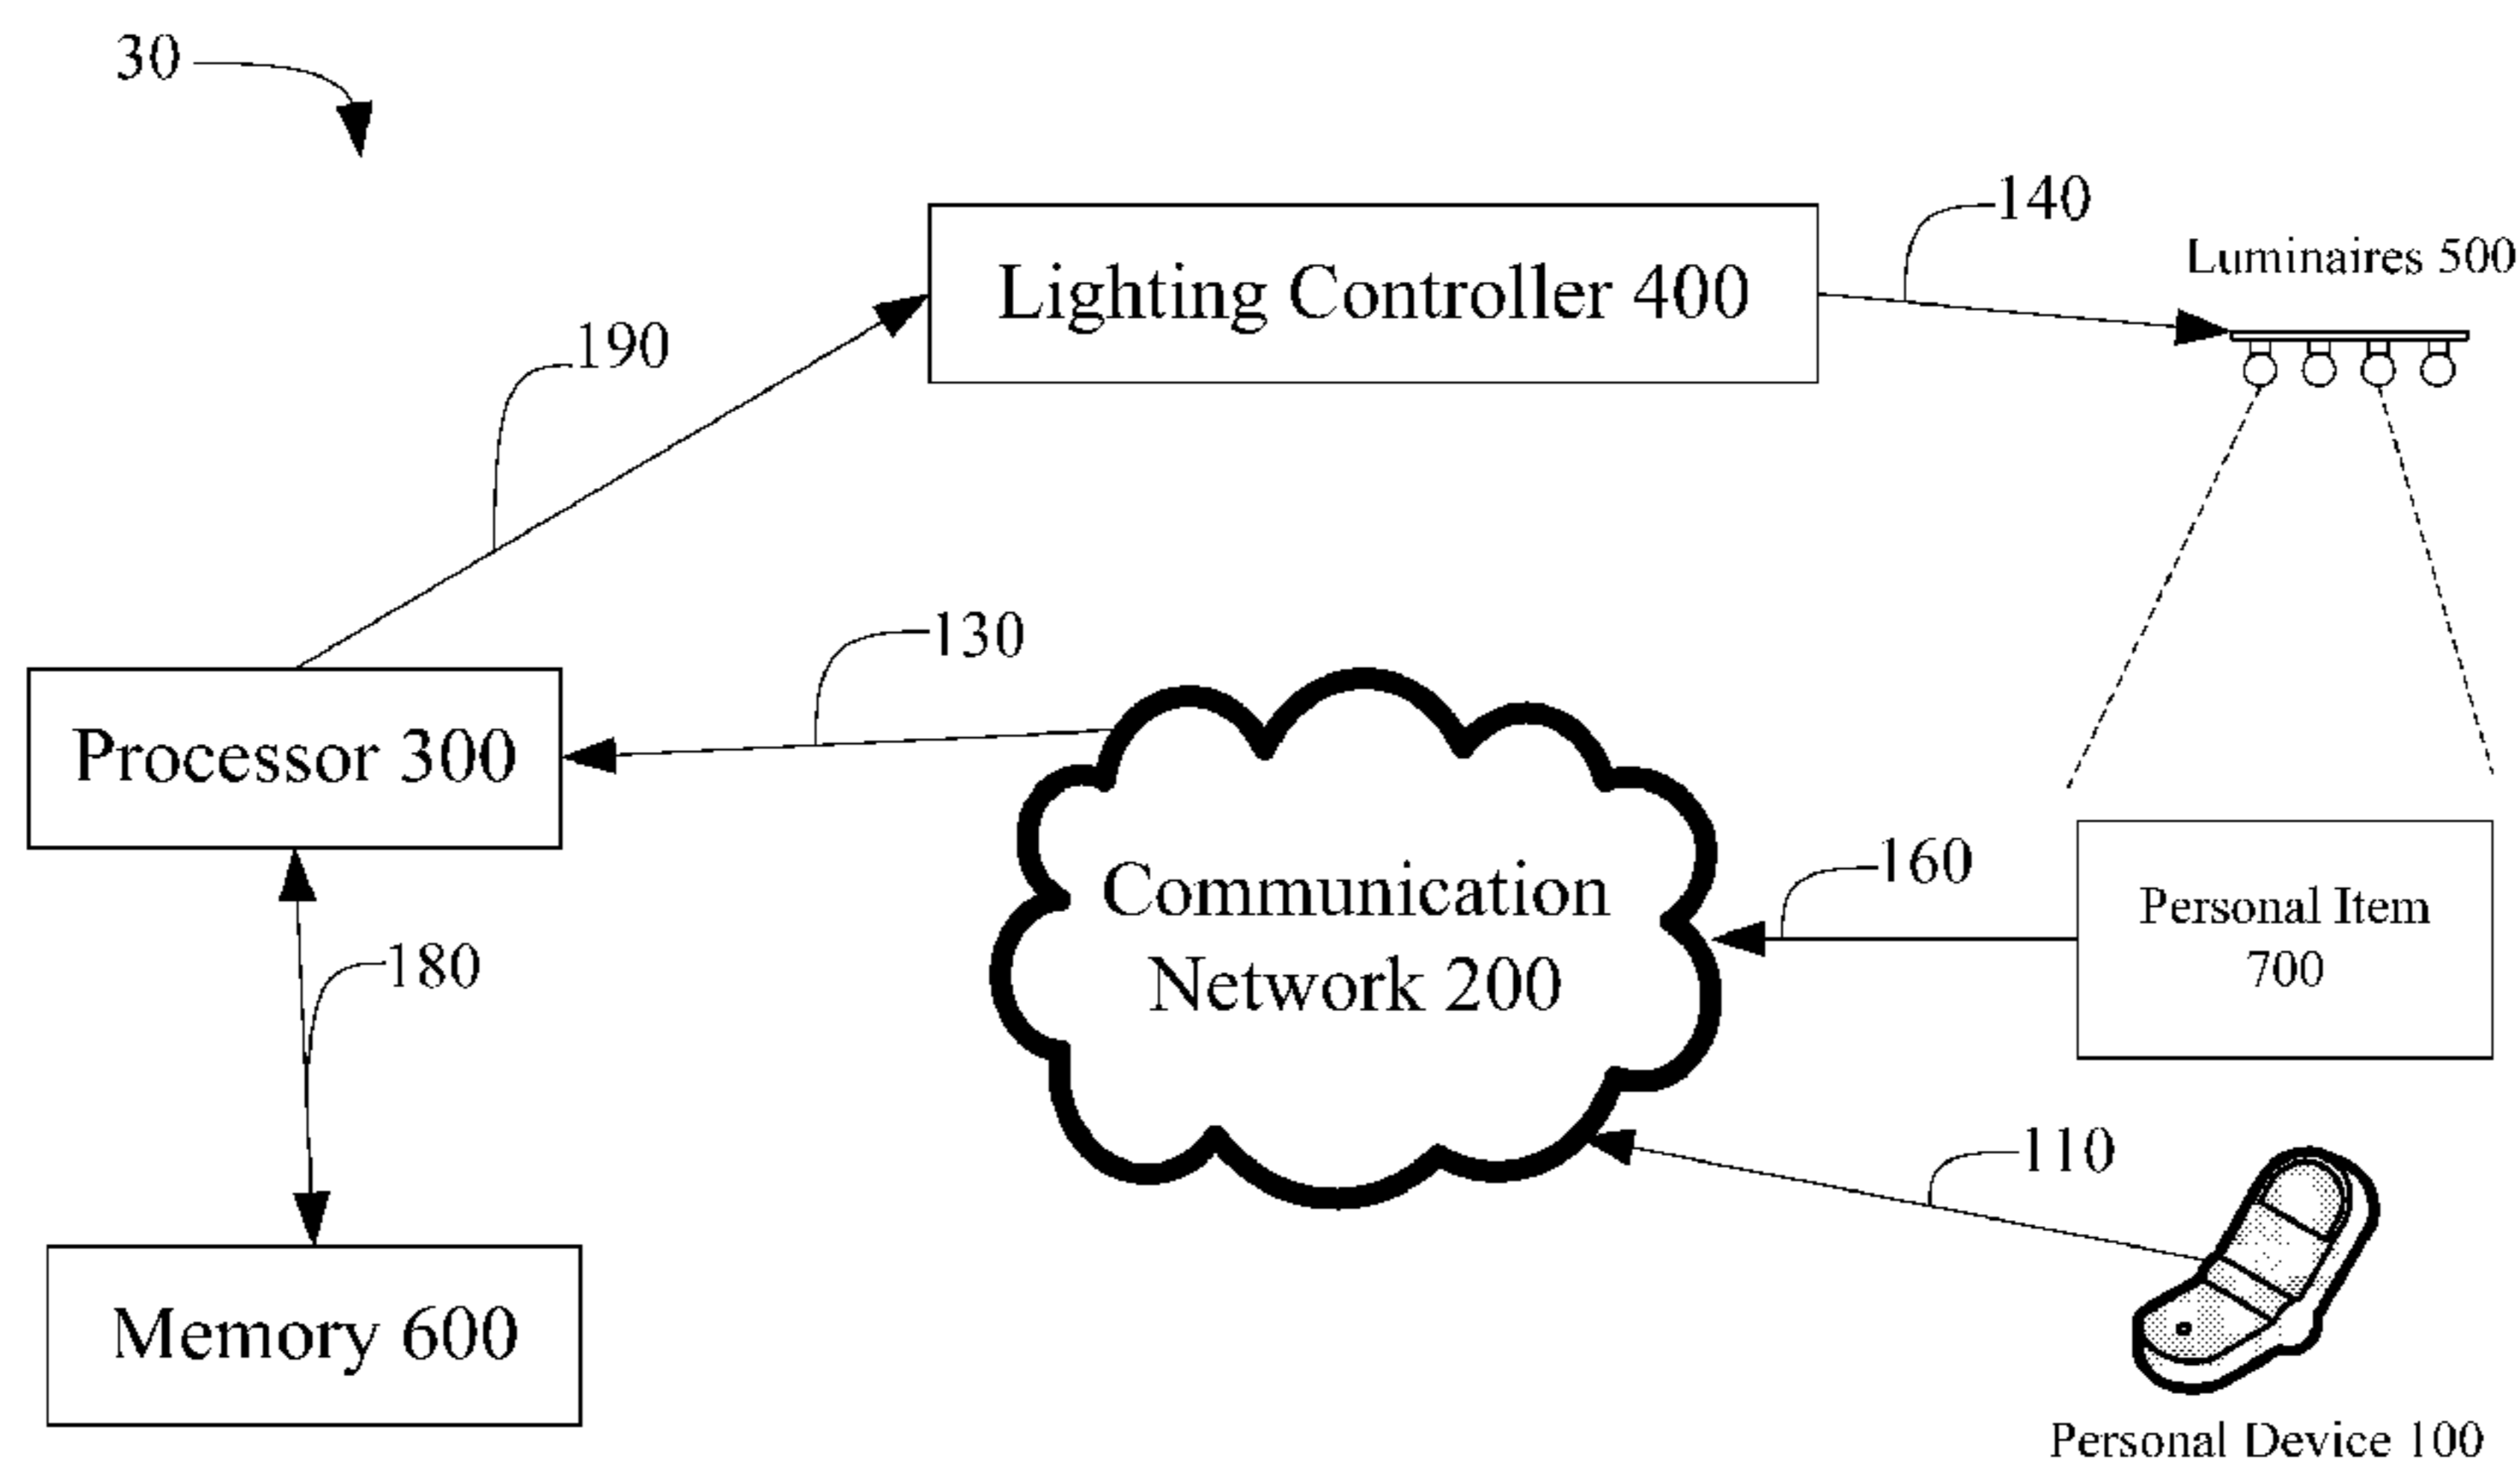 30
140
Luminaires 500
Lighting Controller 400
190
130
Processor 300
160
Communication
Network 200
Personal Item
700
180
110
Memory 600
Personal Device 100